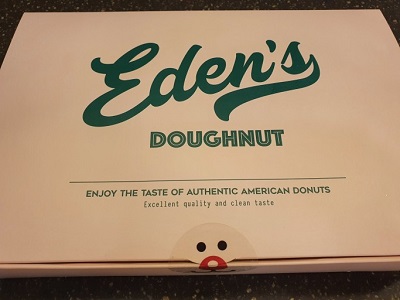 Eden's
DOUGHNUT
ENJOY THE TASTE OF AUTHENTIC AMERICAN DONUTS
Excellent quality and clean taste